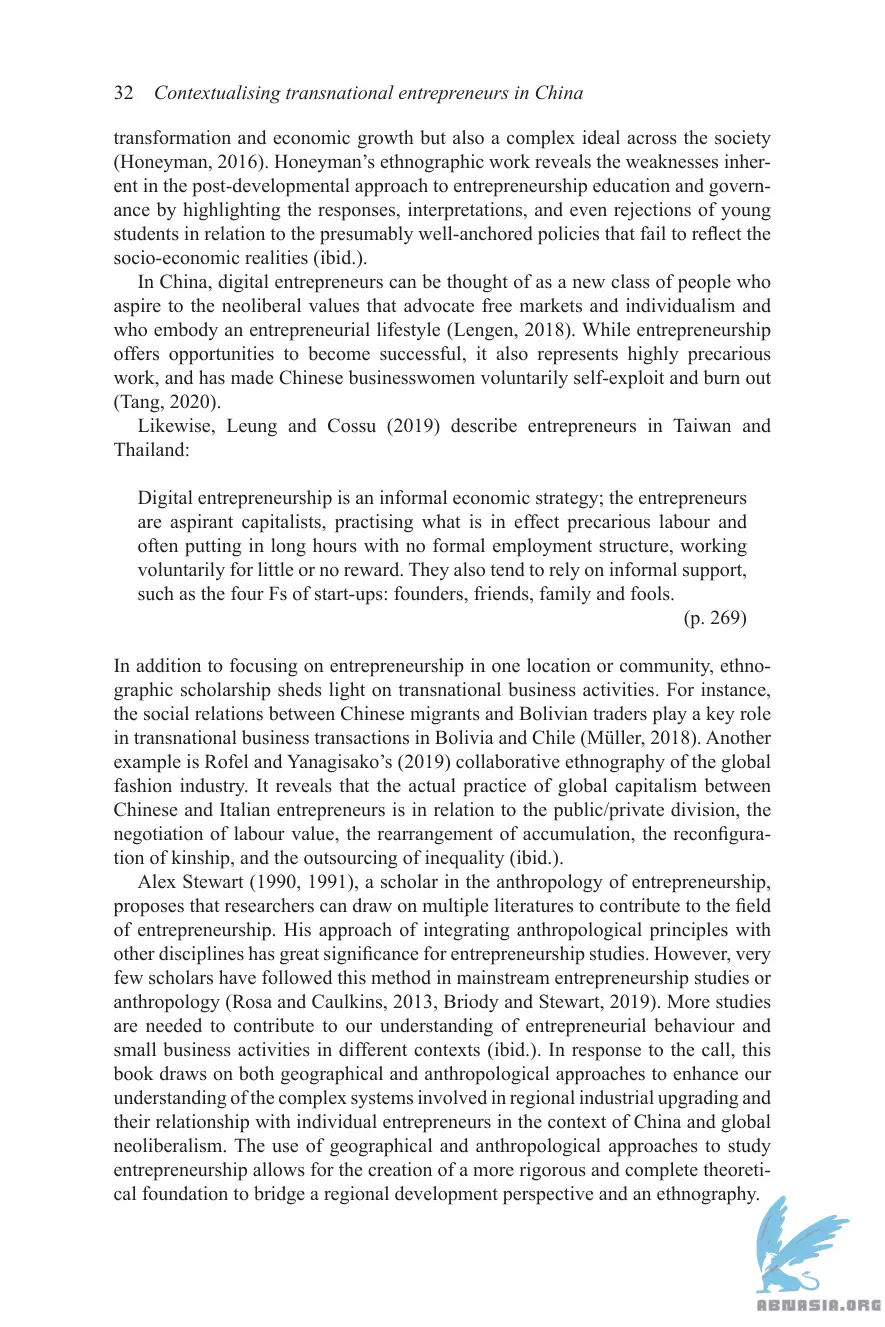 32 Contextualising transnational entrepreneurs in China
transformation and economic growth but also a complex ideal across the society
(Honeyman, 2016). Honeyman’s ethnographic work reveals the weaknesses inher-
ent in the post-developmental approach to entrepreneurship education and govern-
ance by highlighting the responses, interpretations, and even rejections of young
students in relation to the presumably well-anchored policies that fail to reflect the
socio-economic realities (ibid.).
In China, digital entrepreneurs can be thought of as a new class of people who
aspire to the neoliberal values that advocate free markets and individualism and
who embody an entrepreneurial lifestyle (Lengen, 2018). While entrepreneurship
offers opportunities to become successful, it also represents highly precarious
work, and has made Chinese businesswomen voluntarily self-exploit and burn out
(Tang, 2020).
Likewise, Leung and Cossu (2019) describe entrepreneurs in Taiwan and
Thailand:
Digital entrepreneurship is an informal economic strategy; the entrepreneurs
are aspirant capitalists, practising what is in effect precarious labour and
often putting in long hours with no formal employment structure, working
voluntarily for little or no reward. They also tend to rely on informal support,
such as the four Fs of start-ups: founders, friends, family and fools.
(p. 269)
In addition to focusing on entrepreneurship in one location or community, ethno-
graphic scholarship sheds light on transnational business activities. For instance,
the social relations between Chinese migrants and Bolivian traders play a key role
in transnational business transactions in Bolivia and Chile (Müller, 2018). Another
example is Rofel and Yanagisako’s (2019) collaborative ethnography of the global
fashion industry. It reveals that the actual practice of global capitalism between
Chinese and Italian entrepreneurs is in relation to the public/private division, the
negotiation of labour value, the rearrangement of accumulation, the reconfigura-
tion of kinship, and the outsourcing of inequality (ibid.).
Alex Stewart (1990, 1991), a scholar in the anthropology of entrepreneurship,
proposes that researchers can draw on multiple literatures to contribute to the field
of entrepreneurship. His approach of integrating anthropological principles with
other disciplines has great significance for entrepreneurship studies. However, very
few scholars have followed this method in mainstream entrepreneurship studies or
anthropology (Rosa and Caulkins, 2013, Briody and Stewart, 2019). More studies
are needed to contribute to our understanding of entrepreneurial behaviour and
small business activities in different contexts (ibid.). In response to the call, this
book draws on both geographical and anthropological approaches to enhance our
understanding of the complex systems involved in regional industrial upgrading and
their relationship with individual entrepreneurs in the context of China and global
neoliberalism. The use of geographical and anthropological approaches to study
entrepreneurship allows for the creation of a more rigorous and complete theoreti-
cal foundation to bridge a regional development perspective and an ethnography.
ABNASIA.ORG